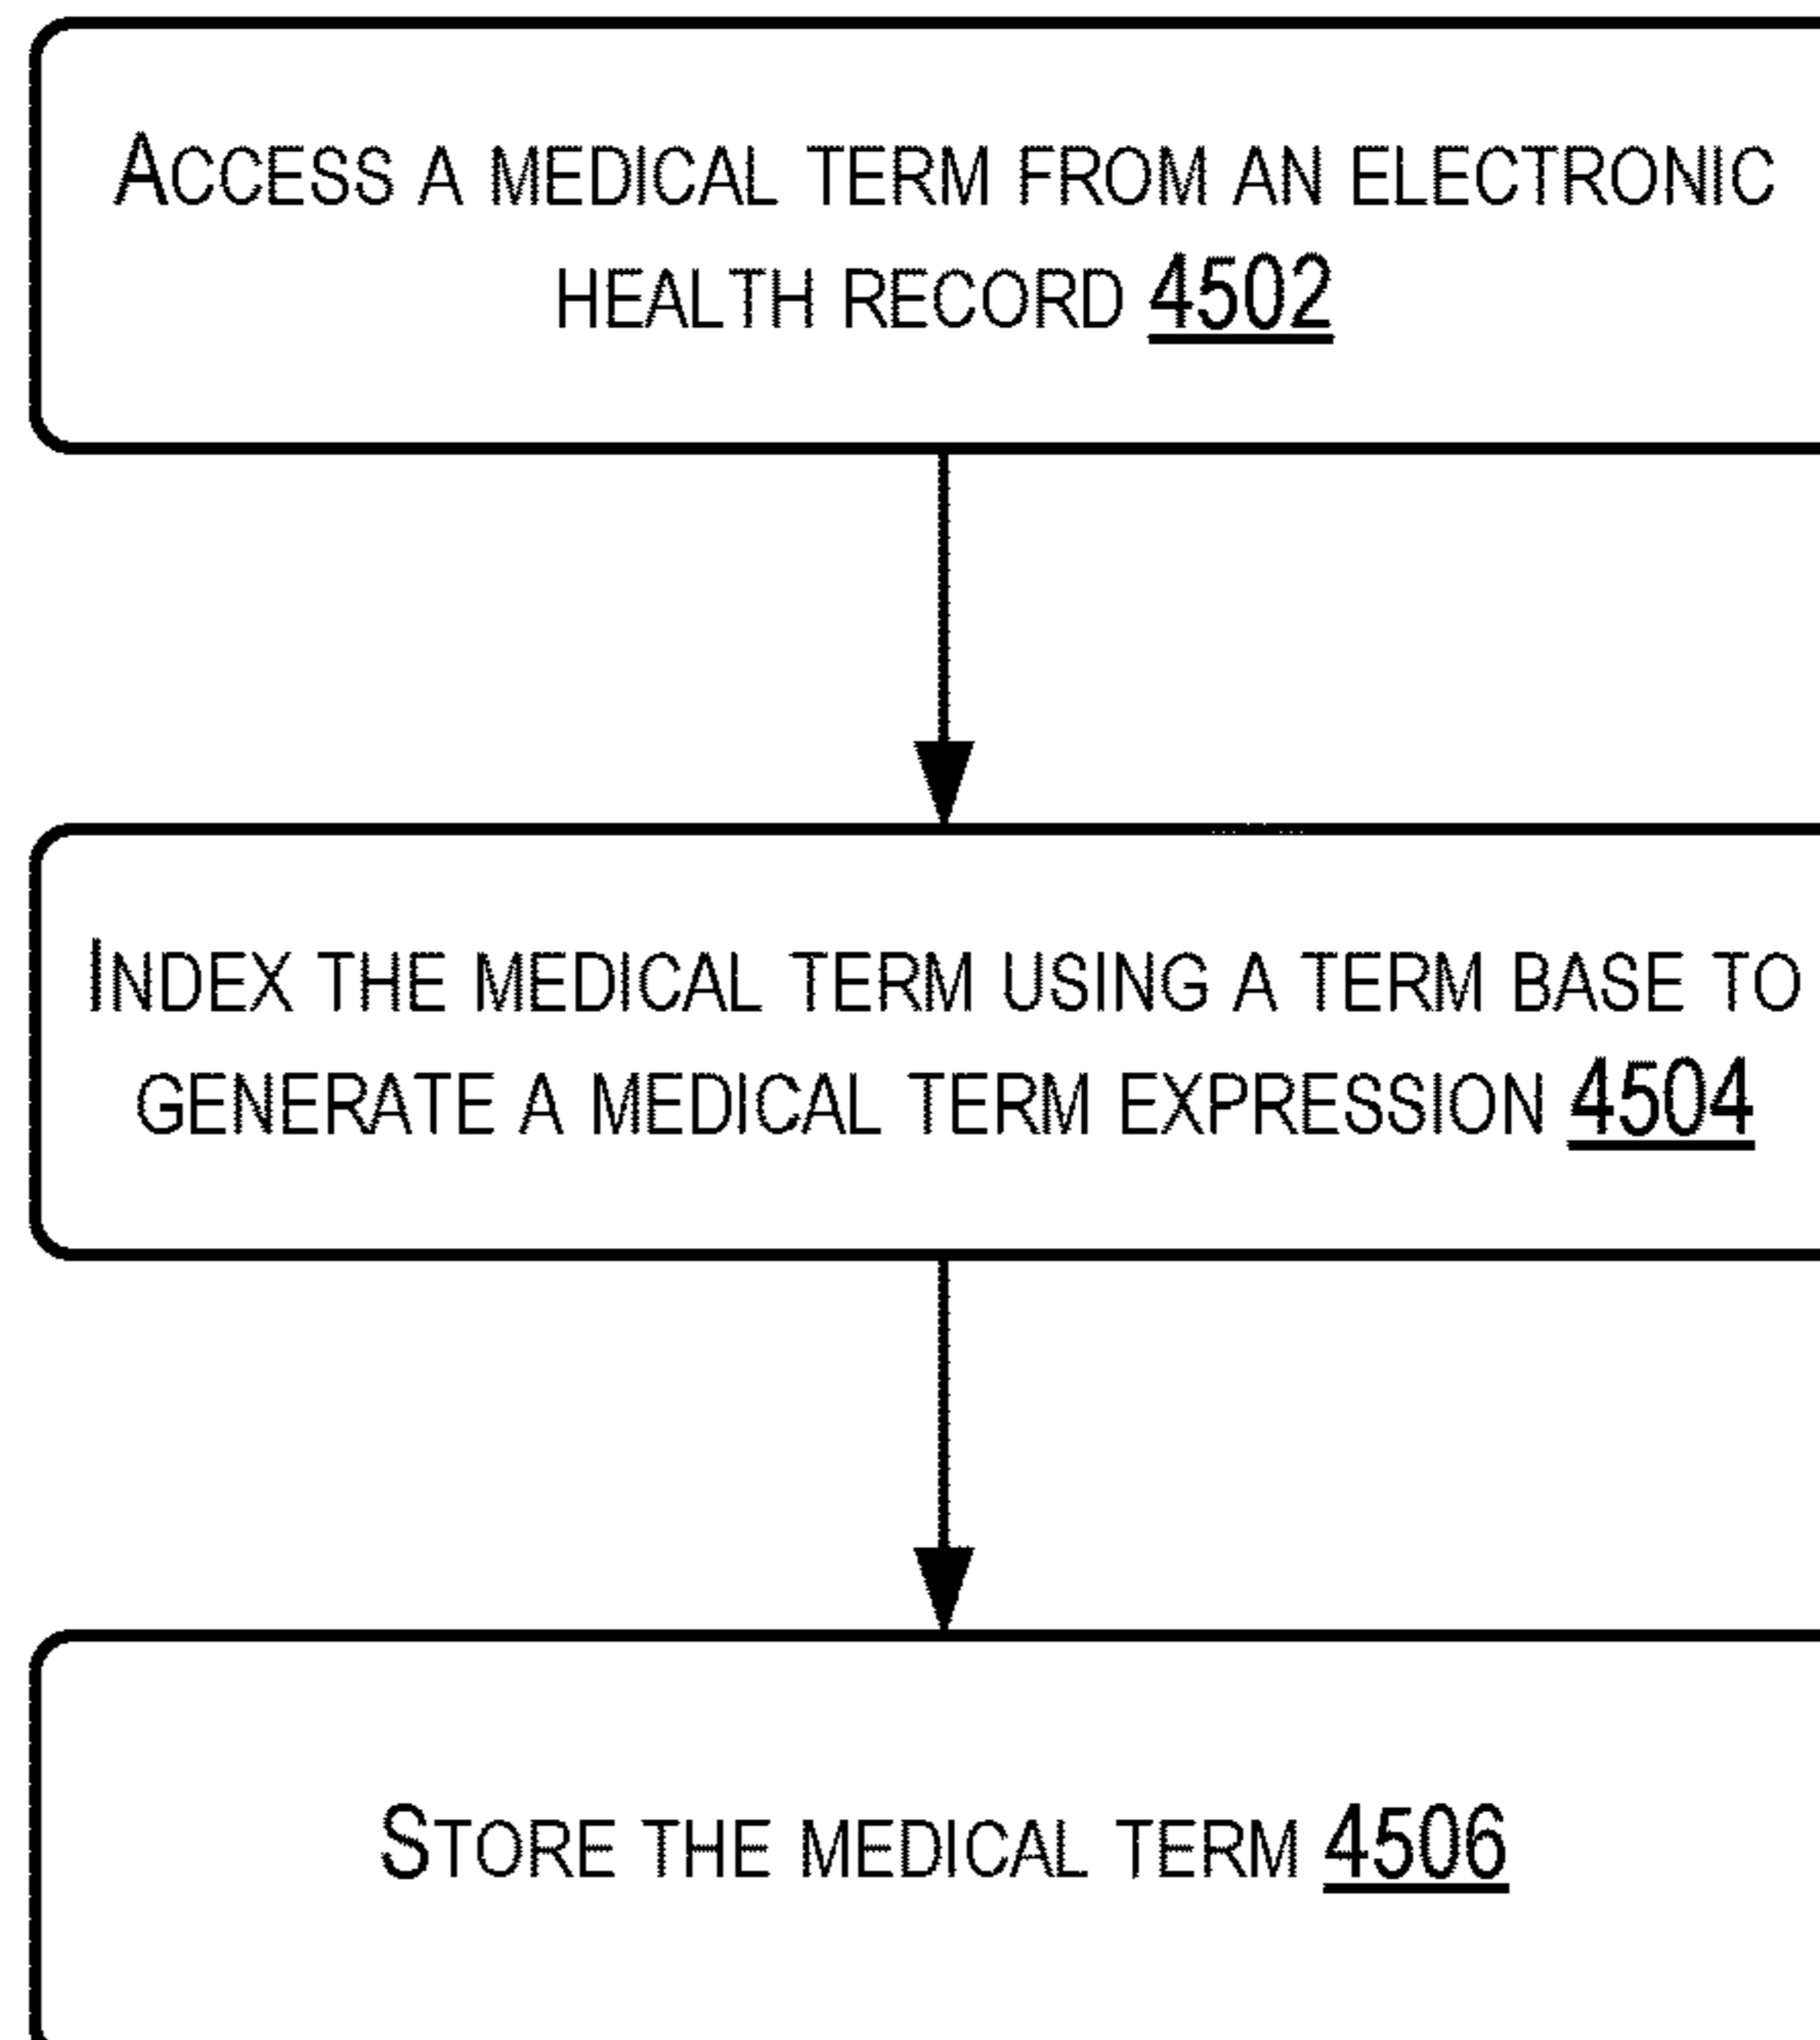 ACCESS A MEDICAL TERM FROM AN ELECTRONIC
HEALTH RECORD 4502
INDEX THE MEDICAL TERM USING A TERM BASE TO
GENERATE A MEDICAL TERM EXPRESSION 4504
STORE THE MEDICAL TERM 4506